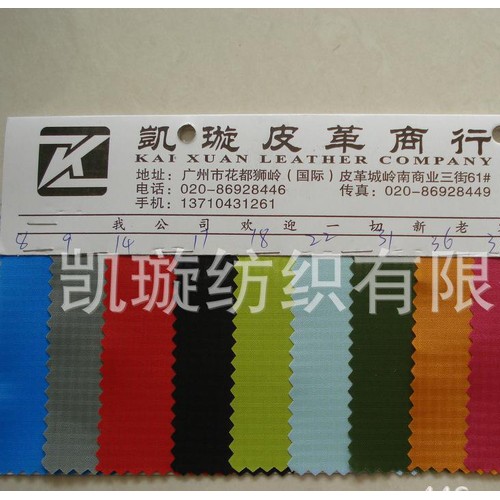 凯璇皮革商行
KAI XUAN LEATHER COMPANY
地址：广州市花都狮岭（国际）皮革城岭南商业三街61#
电话：020-86928446 传真：020-86928449
手机：13710431261
我公司欢迎一切新老
8 9 14 17 18 22 31 36
凯璇纺织有限